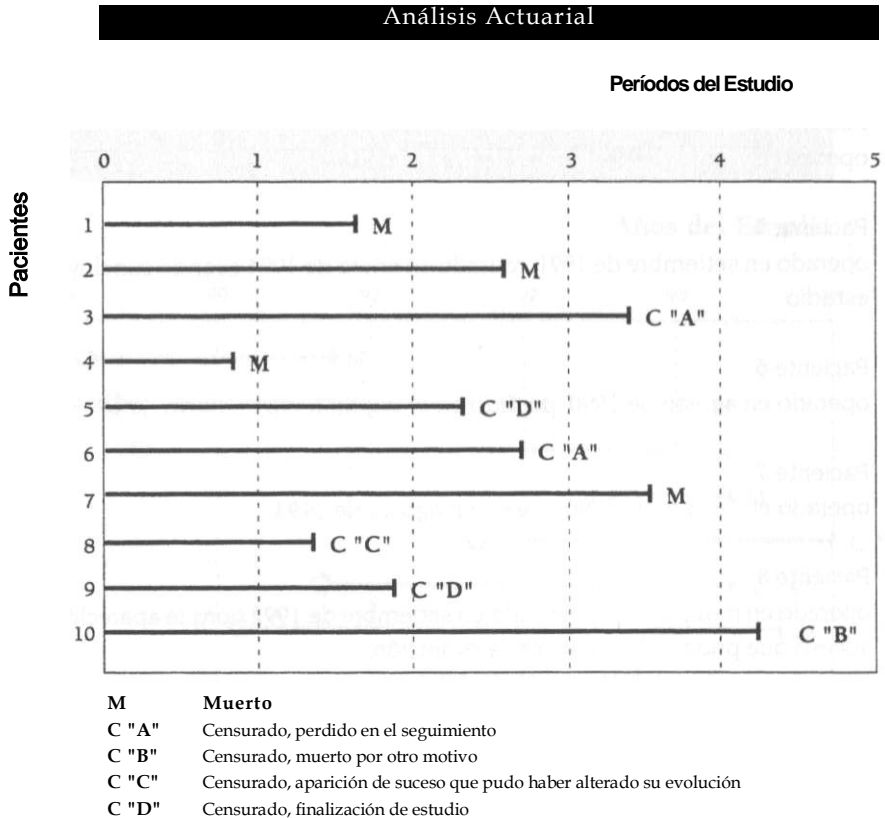 Análisis Actuarial
Períodos del Estudio
0 1 2 3 4 5
Pacientes
1 M
2 M
3 C "A"
4 M
5 C "D"
6 C "A"
7 M
8 C "C"
9 C "D"
10 C "B"
M Muerto
C "A" Censurado, perdido en el seguimiento
C "B" Censurado, muerto por otro motivo
C "C" Censurado, aparición de suceso que pudo haber alterado su evolución
C "D" Censurado, finalización de estudio